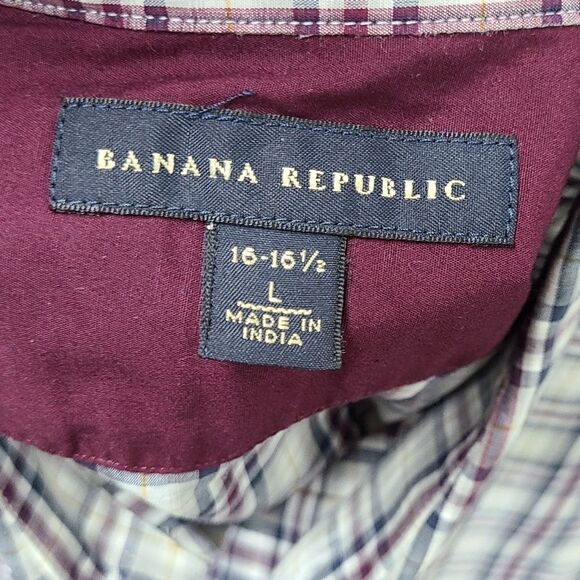 BANANA REPUBLIC
16-16½
L
MADE IN
INDIA